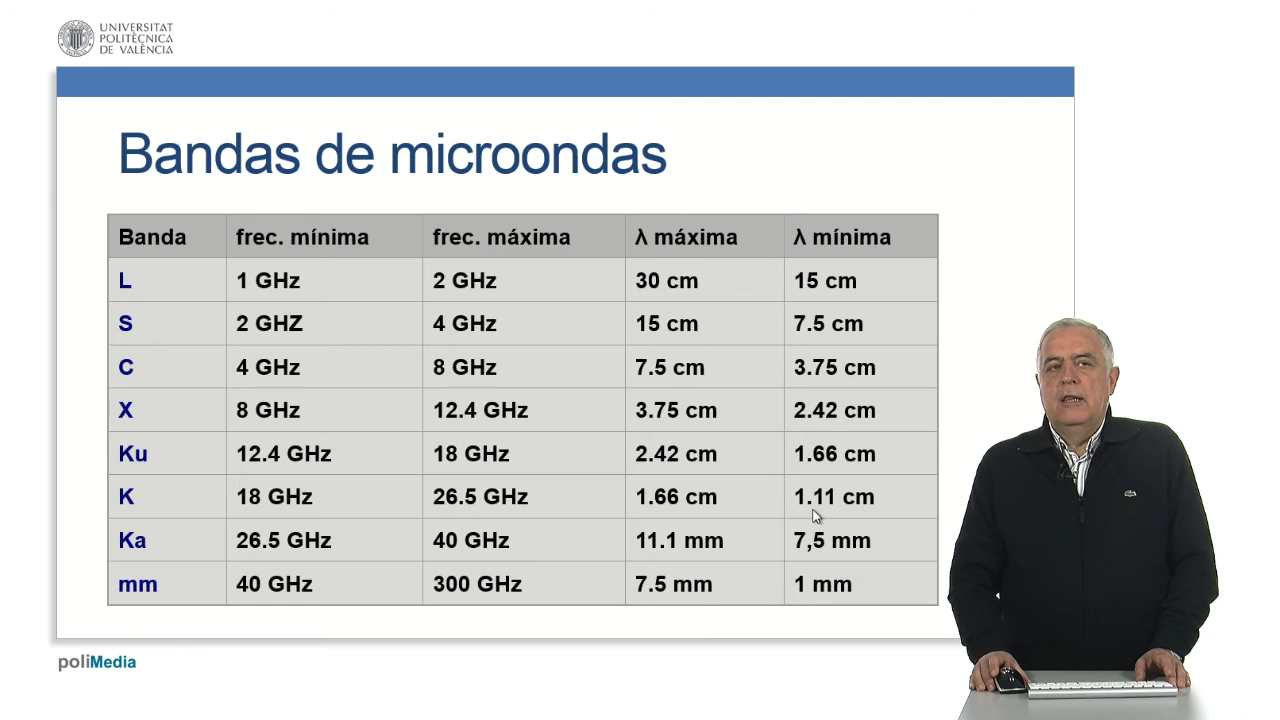 UNIVERSITAT
POLITÈCNICA
DE VALÈNCIA
Bandas de microondas
Banda frec. mínima frec. máxima λ máxima λ mínima
L 1 GHz 2 GHz 30 cm 15 cm
S 2 GHZ 4 GHz 15 cm 7.5 cm
C 4 GHz 8 GHz 7.5 cm 3.75 cm
X 8 GHz 12.4 GHz 3.75 cm 2.42 cm
Ku 12.4 GHz 18 GHz 2.42 cm 1.66 cm
K 18 GHz 26.5 GHz 1.66 cm 1.11 cm
Ka 26.5 GHz 40 GHz 11.1 mm 7,5 mm
mm 40 GHz 300 GHz 7.5 mm 1 mm
poliMedia